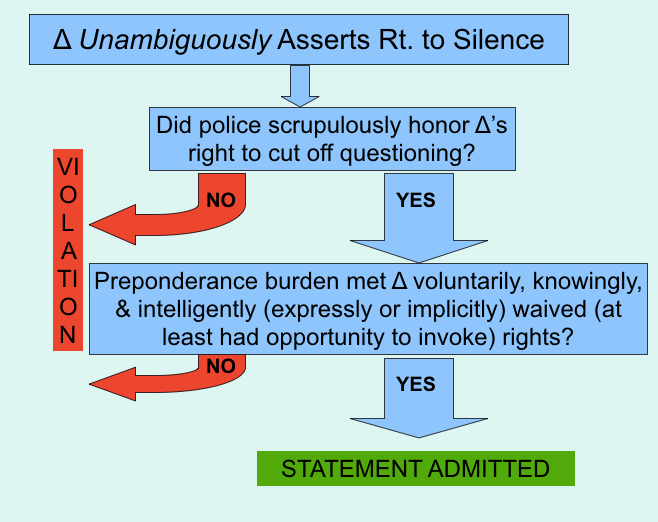 Δ Unambiguously Asserts Rt. to Silence
Did police scrupulously honor Δ's
right to cut off questioning?
VIOLATION
NO
YES
Preponderance burden met Δ voluntarily, knowingly,
& intelligently (expressly or implicitly) waived (at
least had opportunity to invoke) rights?
NO
YES
STATEMENT ADMITTED